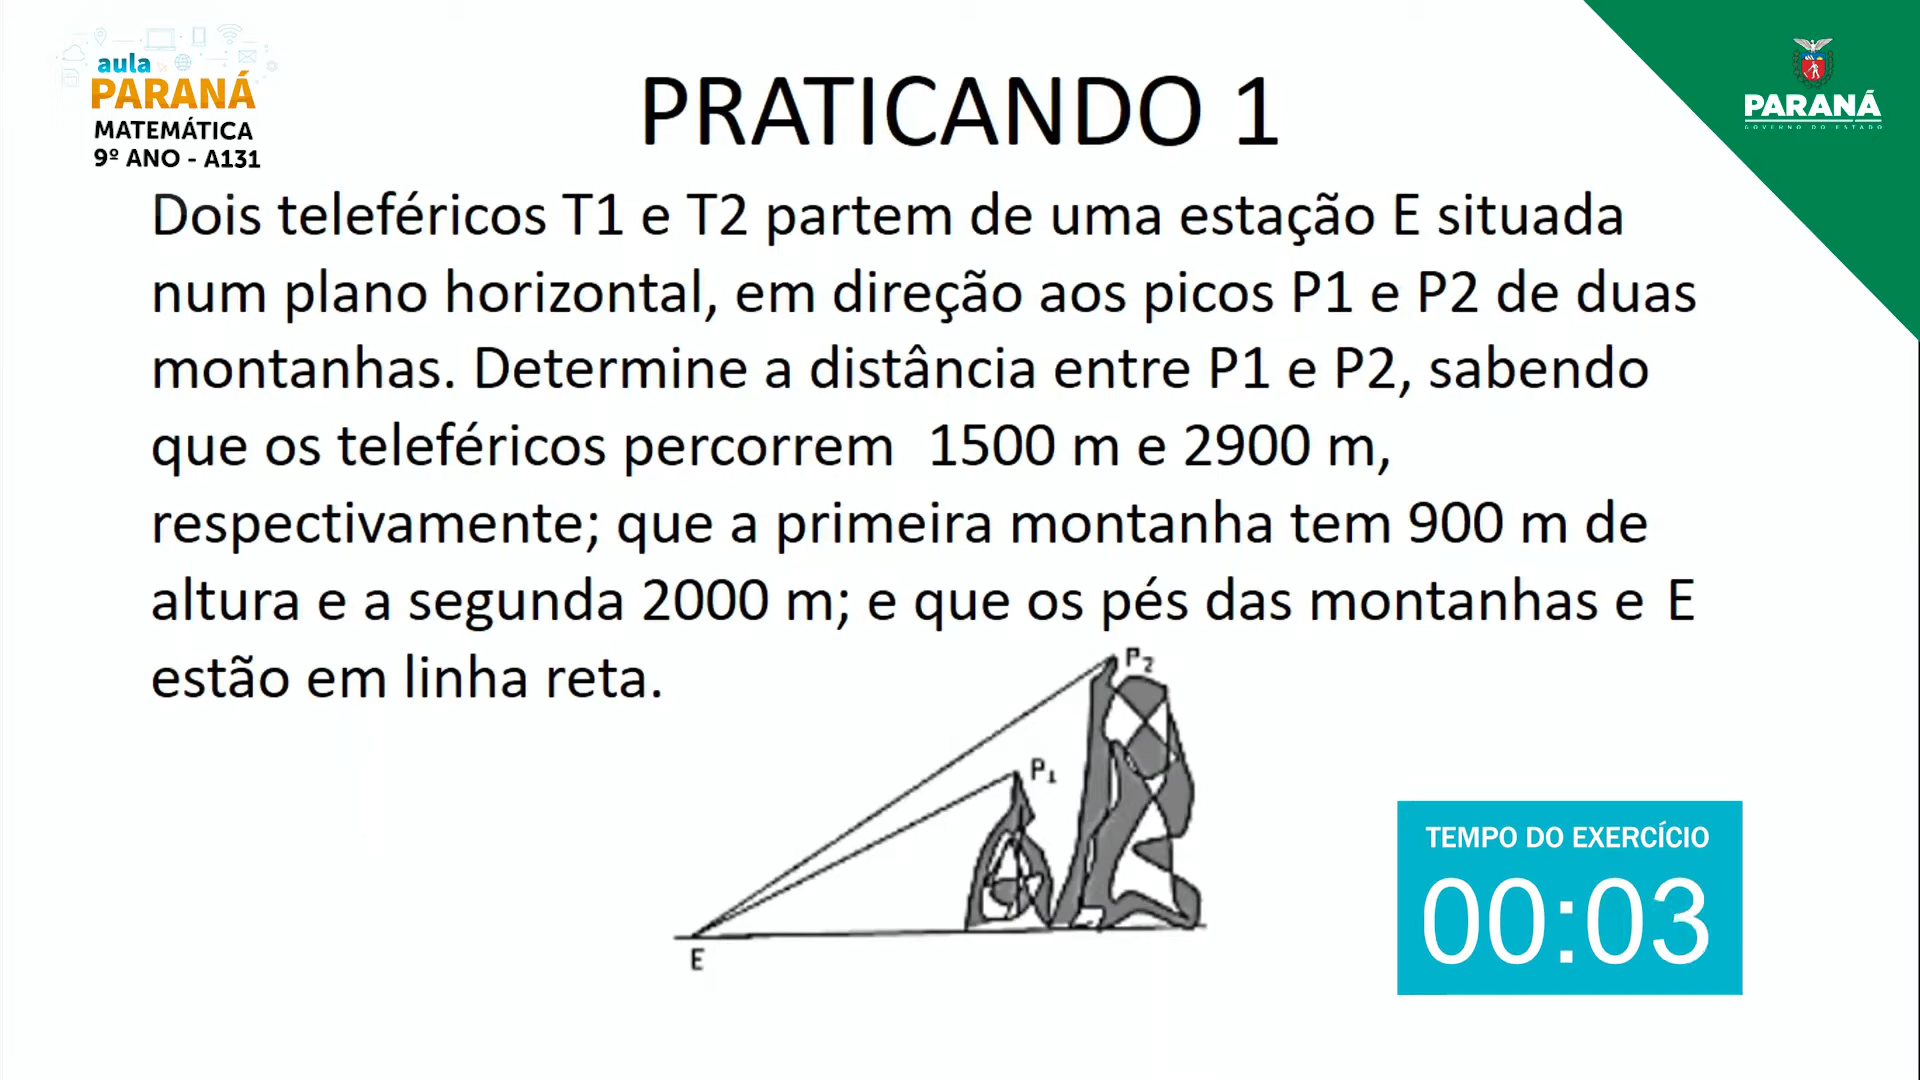 aula
PARANÁ
MATEMÁTICA
9º ANO - A131
PRATICANDO 1
PARANÁ
GOVERNO DO ESTADO
Dois teleféricos T1 e T2 partem de uma estação E situada
num plano horizontal, em direção aos picos P1 e P2 de duas
montanhas. Determine a distância entre P1 e P2, sabendo
que os teleféricos percorrem 1500 m e 2900 m,
respectivamente; que a primeira montanha tem 900 m de
altura e a segunda 2000 m; e que os pés das montanhas e E
estão em linha reta.
P2
P1
E
TEMPO DO EXERCÍCIO
00:03